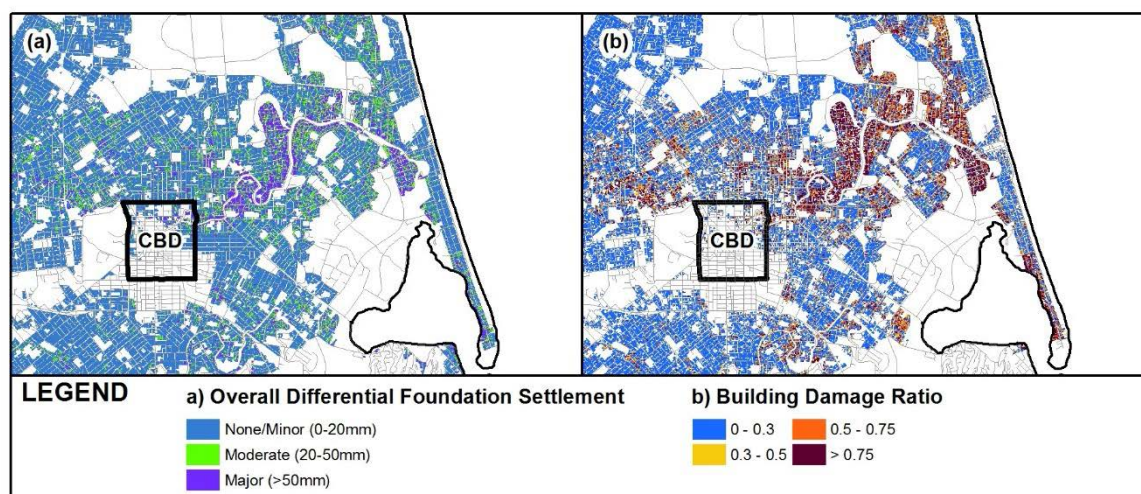 (a)
(b)
CBD
CBD
LEGEND
a) Overall Differential Foundation Settlement
None/Minor (0-20mm)
Moderate (20-50mm)
Major (>50mm)
b) Building Damage Ratio
0 - 0.3
0.5 - 0.75
0.3 - 0.5
> 0.75